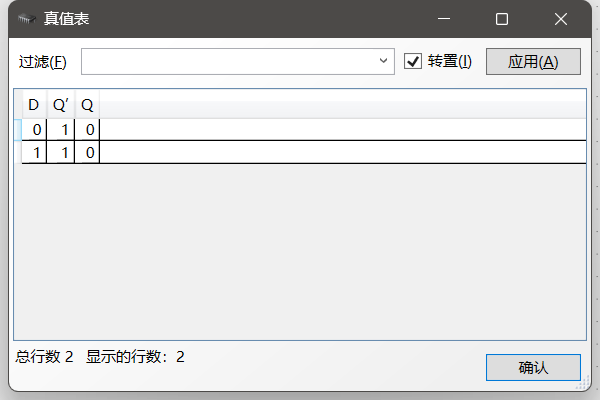 真值表
过滤(F) 转置(I) 应用(A)
D Q′ Q
0 1 0
1 1 0
总行数 2 显示的行数：2
确认